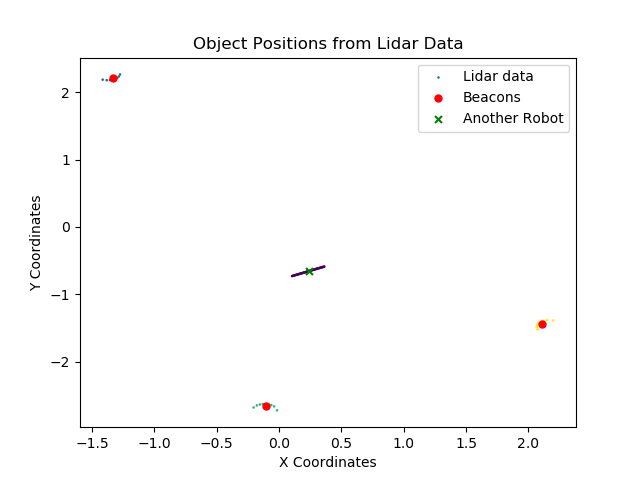 Object Positions from Lidar Data
Lidar data
Beacons
Another Robot
Y Coordinates
2
1
0
−1
−2
−1.5
−1.0
−0.5
0.0
0.5
1.0
1.5
2.0
X Coordinates